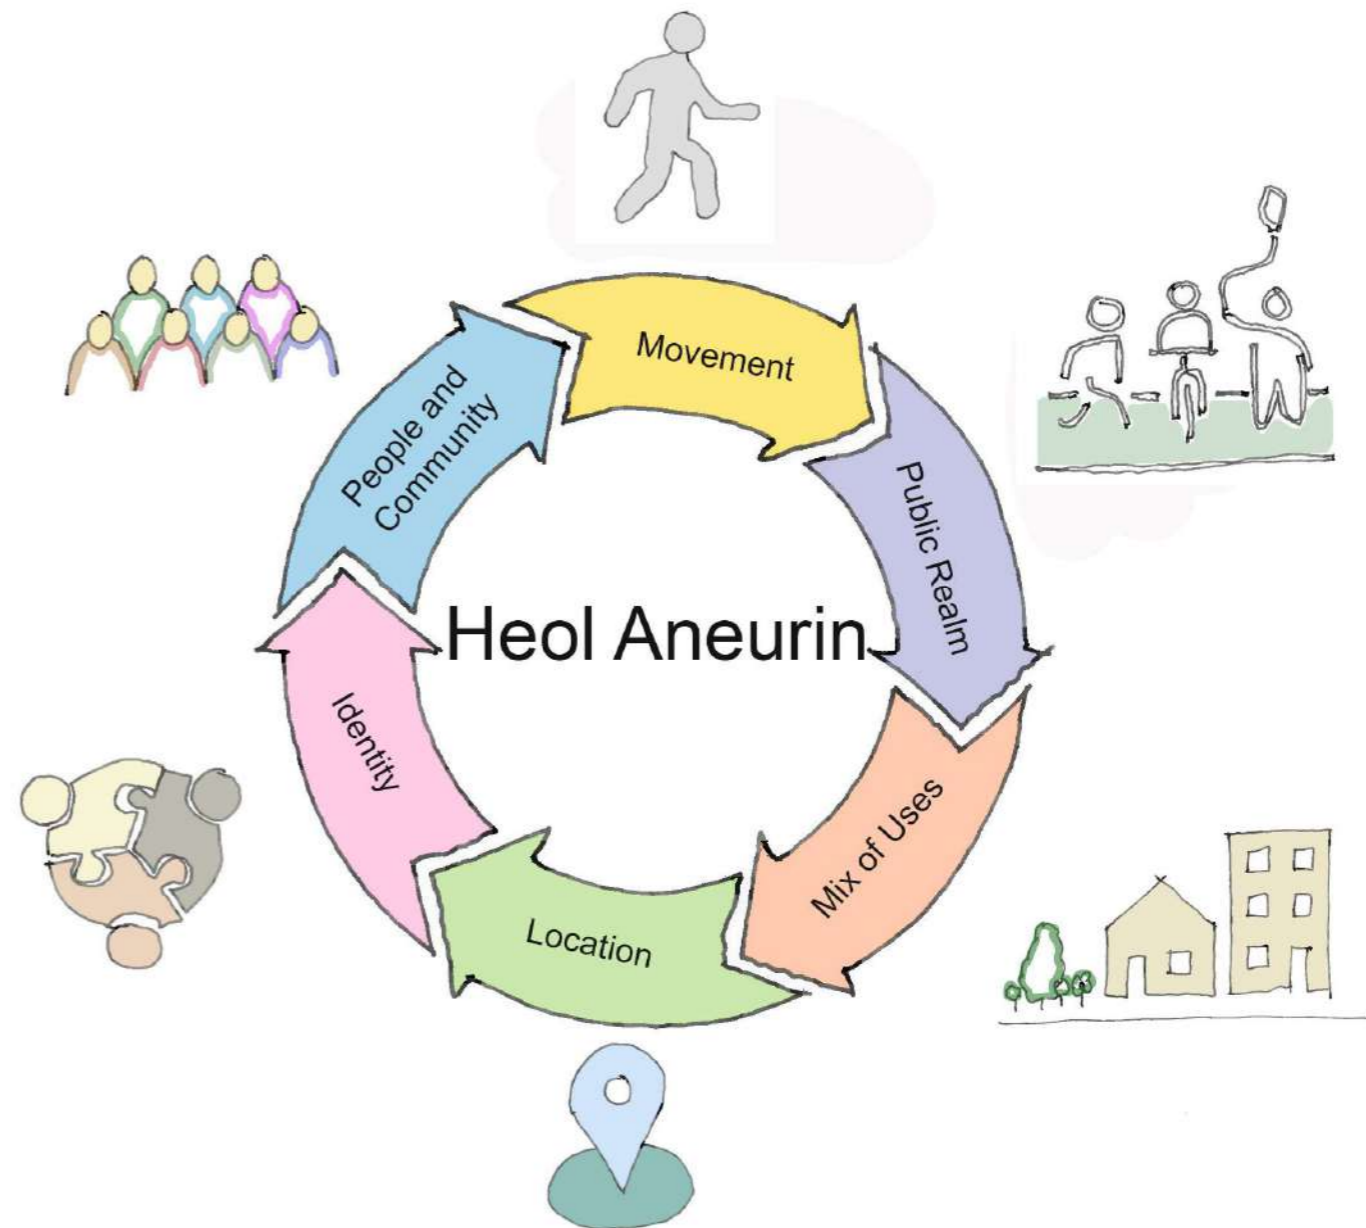 Movement
Public Realm
Mix of Uses
Location
Identity
People and
Community
Heol Aneurin